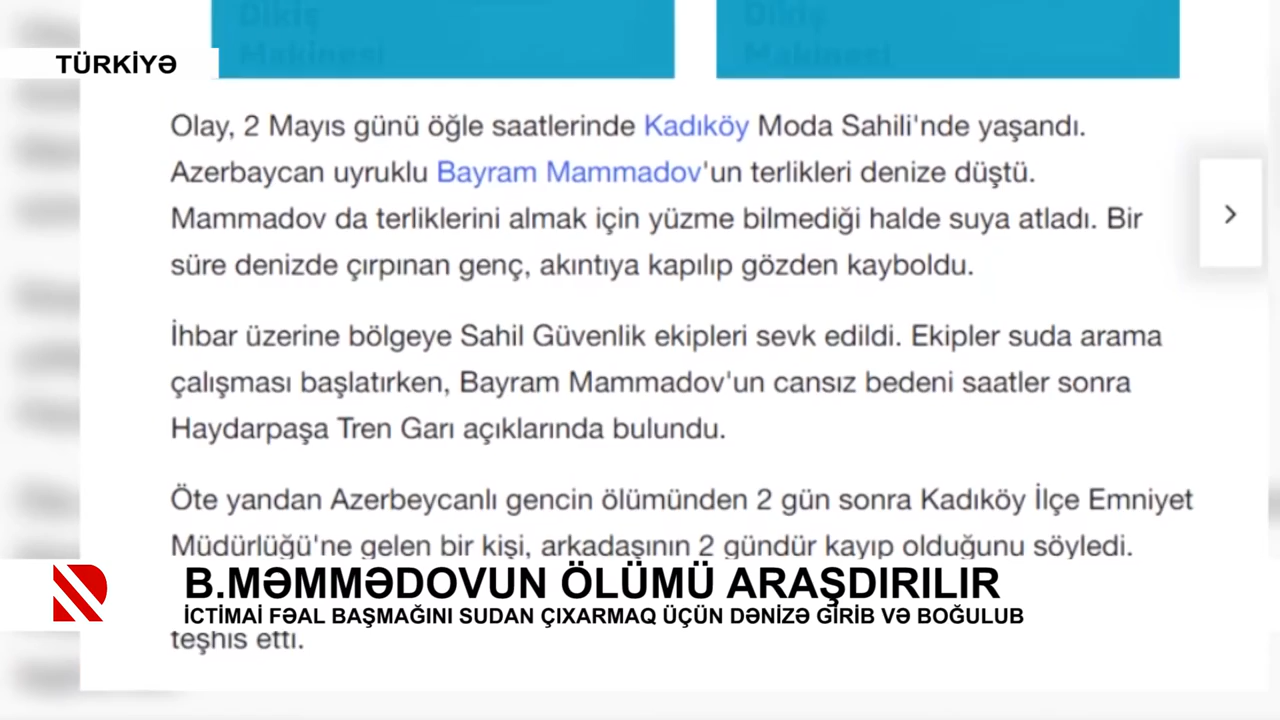 Dikiş
Makinesi
Dikiş
Makinesi
TÜRKİYƏ
Olay, 2 Mayıs günü öğle saatlerinde Kadıköy Moda Sahili'nde yaşandı.
Azerbaycan uyruklu Bayram Mammadov'un terlikleri denize düştü.
Mammadov da terliklerini almak için yüzme bilmediği halde suya atladı. Bir
süre denizde çırpınan genç, akıntıya kapılıp gözden kayboldu.
İhbar üzerine bölgeye Sahil Güvenlik ekipleri sevk edildi. Ekipler suda arama
çalışması başlatırken, Bayram Mammadov'un cansız bedeni saatler sonra
Haydarpaşa Tren Garı açıklarında bulundu.
Öte yandan Azerbeycanlı gencin ölümünden 2 gün sonra Kadıköy İlçe Emniyet
Müdürlüğü'ne gelen bir kişi, arkadaşının 2 gündür kayıp olduğunu söyledi.
B.MƏMMƏDOVUN ÖLÜMÜ ARAŞDIRILIR
İCTİMAİ FƏAL BAŞMAĞINI SUDAN ÇIXARMAQ ÜÇÜN DƏNİZƏ GİRİB VƏ BOĞULUB
teşhis etti.